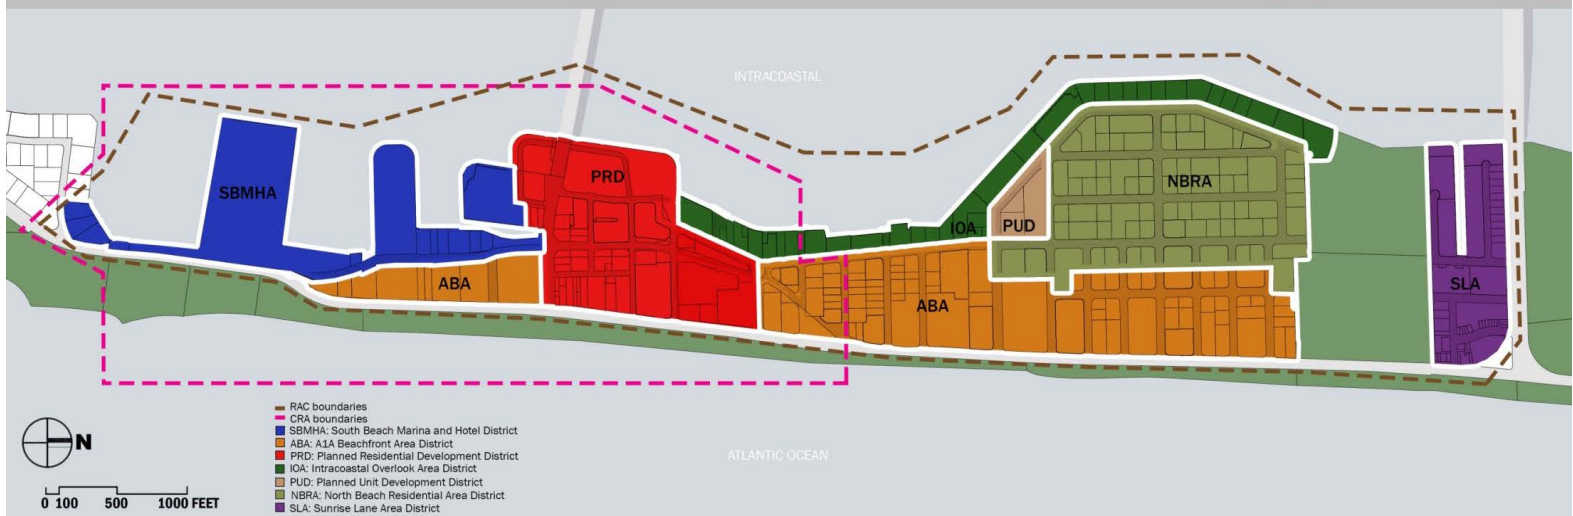 INTRACOASTAL
SBMHA
PRD
NBRA
IOA
PUD
ABA
ABA
SLA
N
0 100 500 1000 FEET
RAC boundaries
CRA boundaries
SBMHA: South Beach Marina and Hotel District
ABA: A1A Beachfront Area District
PRD: Planned Residential Development District
IOA: Intracoastal Overlook Area District
PUD: Planned Unit Development District
NBRA: North Beach Residential Area District
SLA: Sunrise Lane Area District
ATLANTIC OCEAN